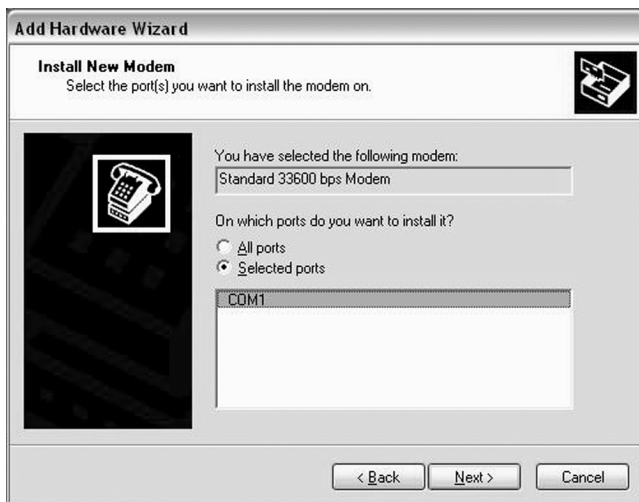 Add Hardware Wizard
Install New Modem
Select the port(s) you want to install the modem on.
You have selected the following modem:
Standard 33600 bps Modem
On which ports do you want to install it?
All ports
Selected ports
COM1
< Back
Next >
Cancel